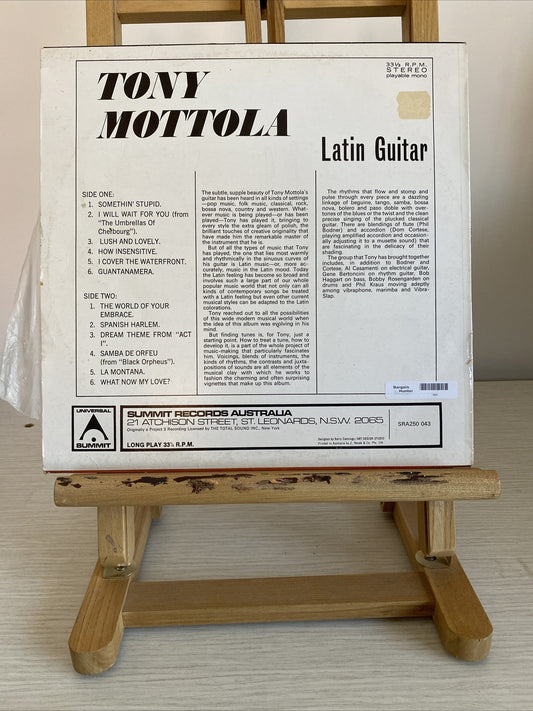 TONY
MOTTOLA
33⅓ R.P.M.
STEREO
playable mono
Latin Guitar
SIDE ONE:
1. SOMETHIN' STUPID.
2. I WILL WAIT FOR YOU (from
"The Umbrellas Of
Cherbourg").
3. LUSH AND LOVELY.
4. HOW INSENSITIVE.
5. I COVER THE WATERFRONT.
6. GUANTANAMERA.
SIDE TWO:
1. THE WORLD OF YOUR
EMBRACE.
2. SPANISH HARLEM.
3. DREAM THEME FROM "ACT
I".
4. SAMBA DE ORFEU
(from "Black Orpheus").
5. LA MONTANA.
6. WHAT NOW MY LOVE?
The subtle, supple beauty of Tony Mottola's
guitar has been heard in all kinds of settings
—pop music, folk music, classical, rock,
bossa nova, country and western. What-
ever music is being played—or has been
played—Tony has played it, bringing to
every style the extra gleam of polish, the
brilliant touches of creative originality that
have made him the remarkable master of
the instrument that he is.
But of all the types of music that Tony
has played, the one that lies most warmly
and rhythmically in the sinuous curves of
his guitar is Latin music—or, more ac-
curately, music in the Latin mood. Today
the Latin feeling has become so broad and
involves such a large part of our whole
popular music world that not only can all
kinds of contemporary songs be treated
with a Latin feeling but even other current
musical styles can be adapted to the Latin
colorations.
Tony reached out to all the possibilities
of this wide modern musical world when
the idea of this album was evolving in his
mind.
But finding tunes is, for Tony, just a
starting point. How to treat a tune, how to
develop it, is a part of the whole project of
music-making that particularly fascinates
him. Voicings, blends of instruments, the
kinds of rhythms, the contrasts and juxta-
positions of sounds are all elements of the
musical clay with which he works to
fashion the charming and often surprising
vignettes that make up this album.
The rhythms that flow and stomp and
pulse through every piece are a dazzling
linkage of beguine, tango, samba, bossa
nova, bolero and paso doble with over-
tones of the blues or the twist and the clean
precise singing of the plucked classical
guitar. There are blendings of flute (Phil
Bodner) and accordion (Dom Cortese,
playing amplified accordion and occasion-
ally adjusting it to a musette sound) that
are fascinating in the delicacy of their
shading.
The group that Tony has brought together
includes, in addition to Bodner and
Cortese, Al Casamenti on electrical guitar,
Gene Bertoncini on rhythm guitar, Bob
Haggart on bass, Bobby Rosengarden on
drums and Phil Kraus moving adeptly
among vibraphone, marimba and Vibra-
Slap.
Bargain
Hunter
UNIVERSAL
SUMMIT
SUMMIT RECORDS AUSTRALIA
21 ATCHISON STREET, ST. LEONARDS, N.S.W. 2065
Originally a Project 3 Recording Licensed by THE TOTAL SOUND INC., New York
LONG PLAY 33⅓ R.P.M.
SRA250 043